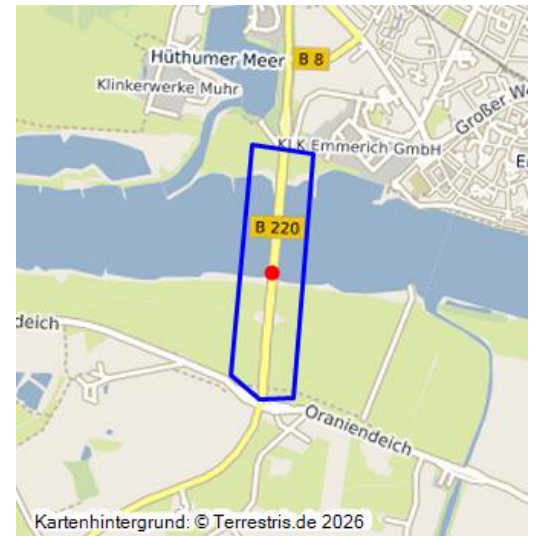 Hüthumer Meer
B 8
Klinkerwerke Muhr
Großer W
KLK Emmerich GmbH
E
B 220
deich
Oraniendeich
Kartenhintergrund: © Terrestris.de 2026